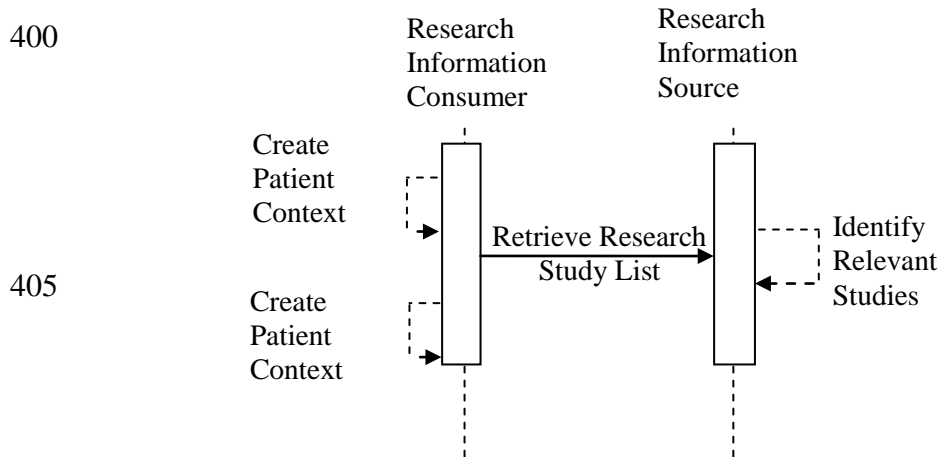 400
Research
Information
Consumer
Research
Information
Source
Create
Patient
Context
Retrieve Research
Study List
Identify
Relevant
Studies
405
Create
Patient
Context